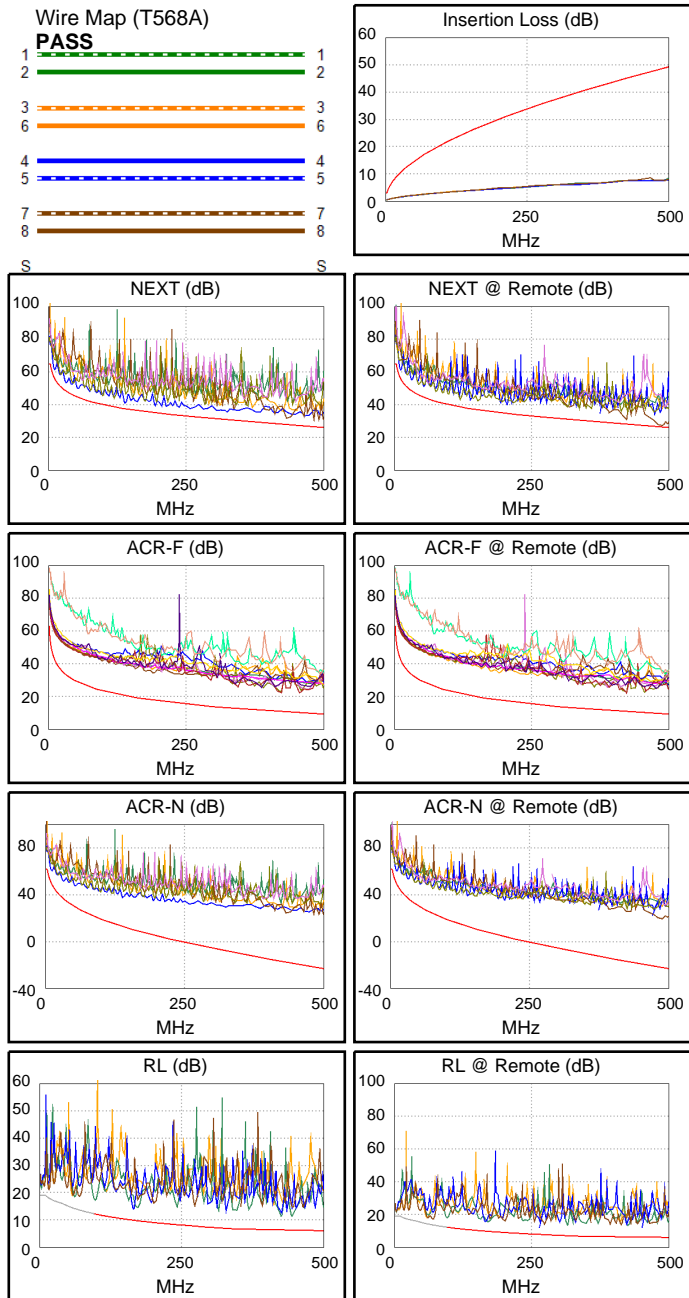 Wire Map (T568A)
PASS
1 1
2 2
3 3
6 6
4 4
5 5
7 7
8 8
S S
Insertion Loss (dB)
60
50
40
30
20
10
0
0 250 500
MHz
NEXT (dB)
100
80
60
40
20
0
0 250 500
MHz
NEXT @ Remote (dB)
100
80
60
40
20
0
0 250 500
MHz
ACR-F (dB)
100
80
60
40
20
0
0 250 500
MHz
ACR-F @ Remote (dB)
100
80
60
40
20
0
0 250 500
MHz
ACR-N (dB)
80
40
0
-40
0 250 500
MHz
ACR-N @ Remote (dB)
80
40
0
-40
0 250 500
MHz
RL (dB)
60
50
40
30
20
10
0
0 250 500
MHz
RL @ Remote (dB)
100
80
60
40
20
0
0 250 500
MHz